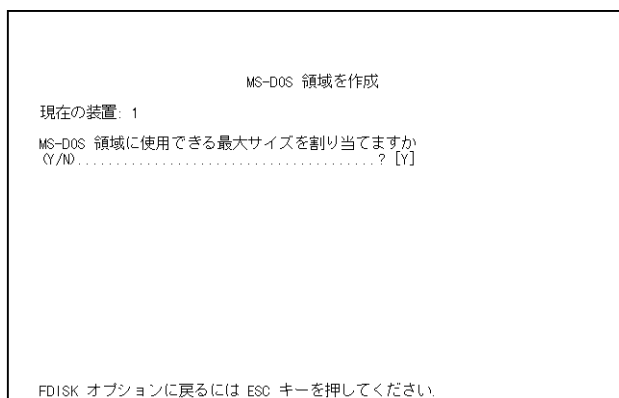 MS-DOS 領域を作成
現在の装置: 1
MS-DOS 領域に使用できる最大サイズを割り当てますか
(Y/N).......................................? [Y]
FDISK オプションに戻るには ESC キーを押してください.